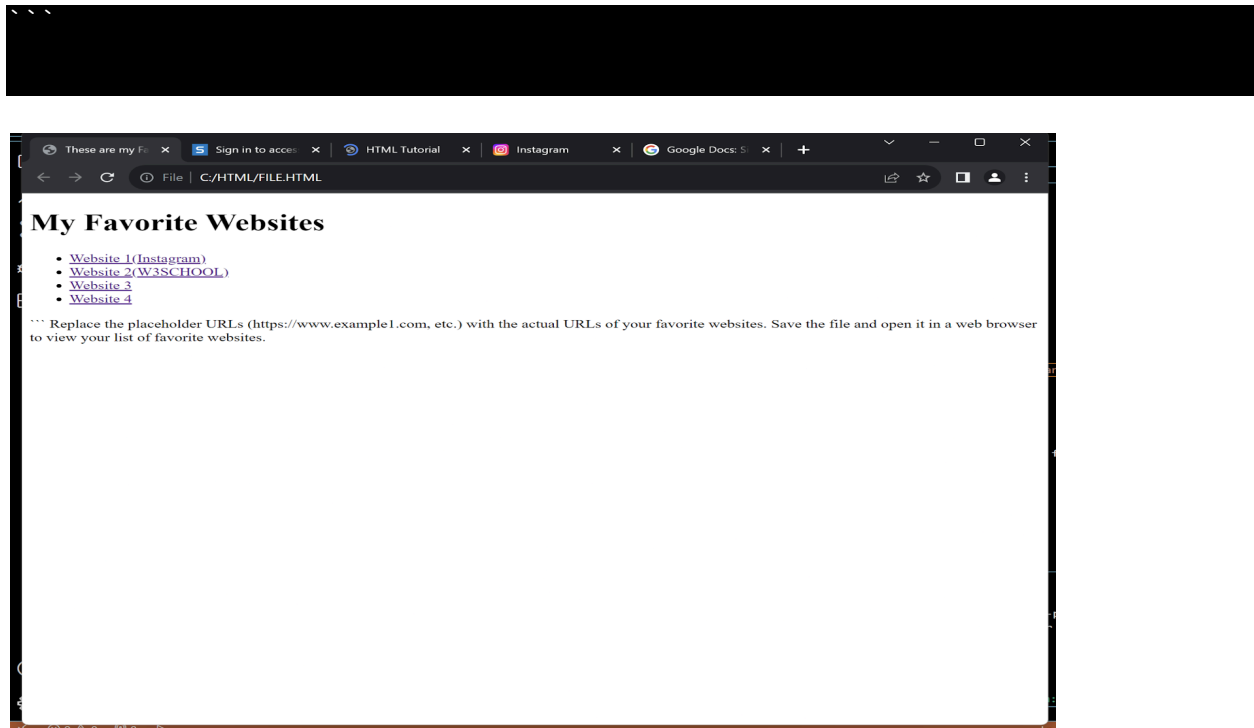 ```
These are my Fa
Sign in to acces
HTML Tutorial
Instagram
Google Docs: S
File | C:/HTML/FILE.HTML
My Favorite Websites
• Website 1(Instagram)
• Website 2(W3SCHOOL)
• Website 3
• Website 4
``` Replace the placeholder URLs (https://www.example1.com, etc.) with the actual URLs of your favorite websites. Save the file and open it in a web browser
to view your list of favorite websites.